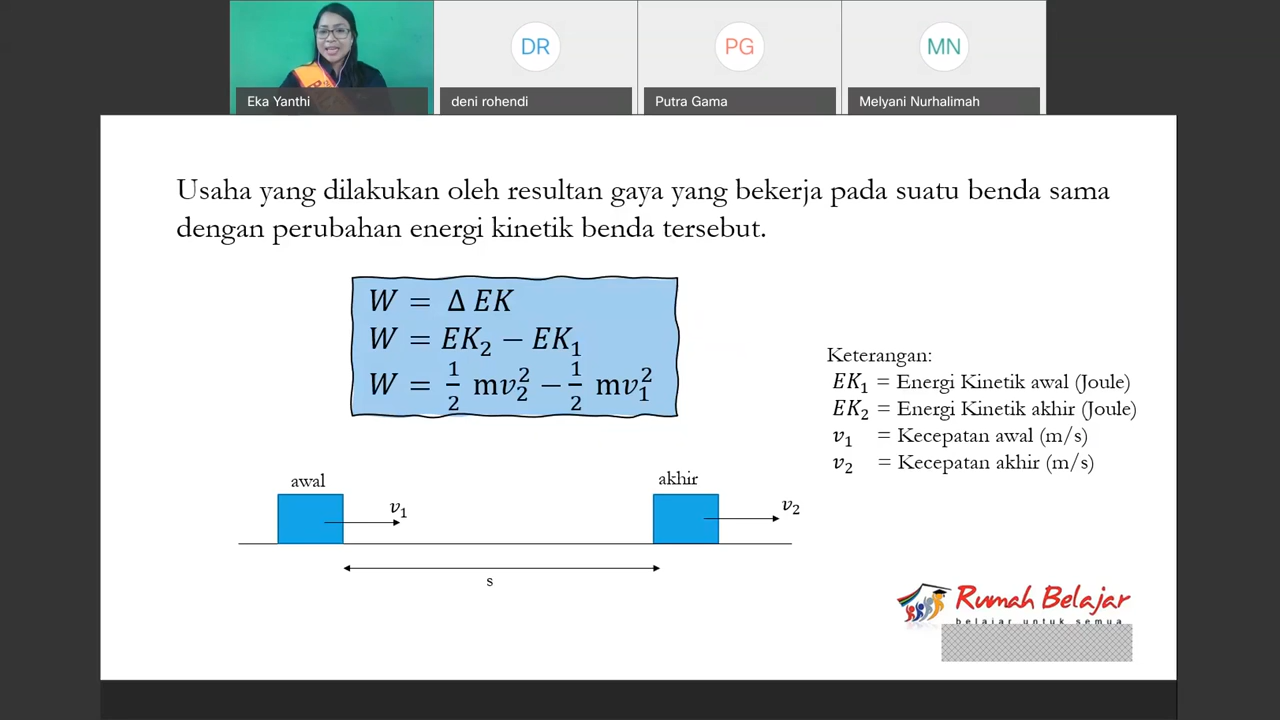 DR
PG
MN
Eka Yanthi
deni rohendi
Putra Gama
Melyani Nurhalimah
Usaha yang dilakukan oleh resultan gaya yang bekerja pada suatu benda sama
dengan perubahan energi kinetik benda tersebut.
W = Δ EK
W = EK₂ − EK₁
W = ½ mv₂² − ½ mv₁²
Keterangan:
EK₁ = Energi Kinetik awal (Joule)
EK₂ = Energi Kinetik akhir (Joule)
v₁ = Kecepatan awal (m/s)
v₂ = Kecepatan akhir (m/s)
awal
akhir
v₁
v₂
s
Rumah Belajar
belajar untuk semua